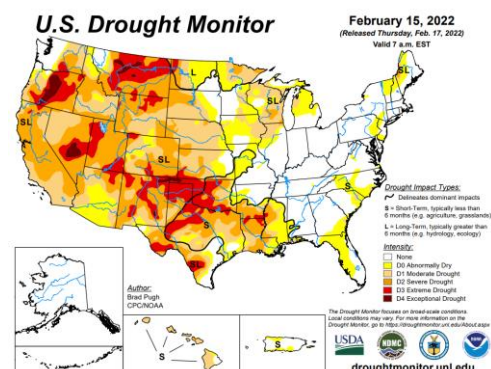 U.S. Drought Monitor
February 15, 2022
(Released Thursday, Feb. 17, 2022)
Valid 7 a.m. EST
L
SL
SL
SL
SL
S
S
SL
S
S
Drought Impact Types:
Delineates dominant impacts
S = Short-Term, typically less than
6 months (e.g. agriculture, grasslands)
L = Long-Term, typically greater than
6 months (e.g. hydrology, ecology)
Intensity:
None
D0 Abnormally Dry
D1 Moderate Drought
D2 Severe Drought
D3 Extreme Drought
D4 Exceptional Drought
Author:
Brad Pugh
CPC/NOAA
The Drought Monitor focuses on broad-scale conditions.
Local conditions may vary. For more information on the
Drought Monitor, go to https://droughtmonitor.unl.edu/About.aspx
USDA
NDMC
droughtmonitor.unl.edu